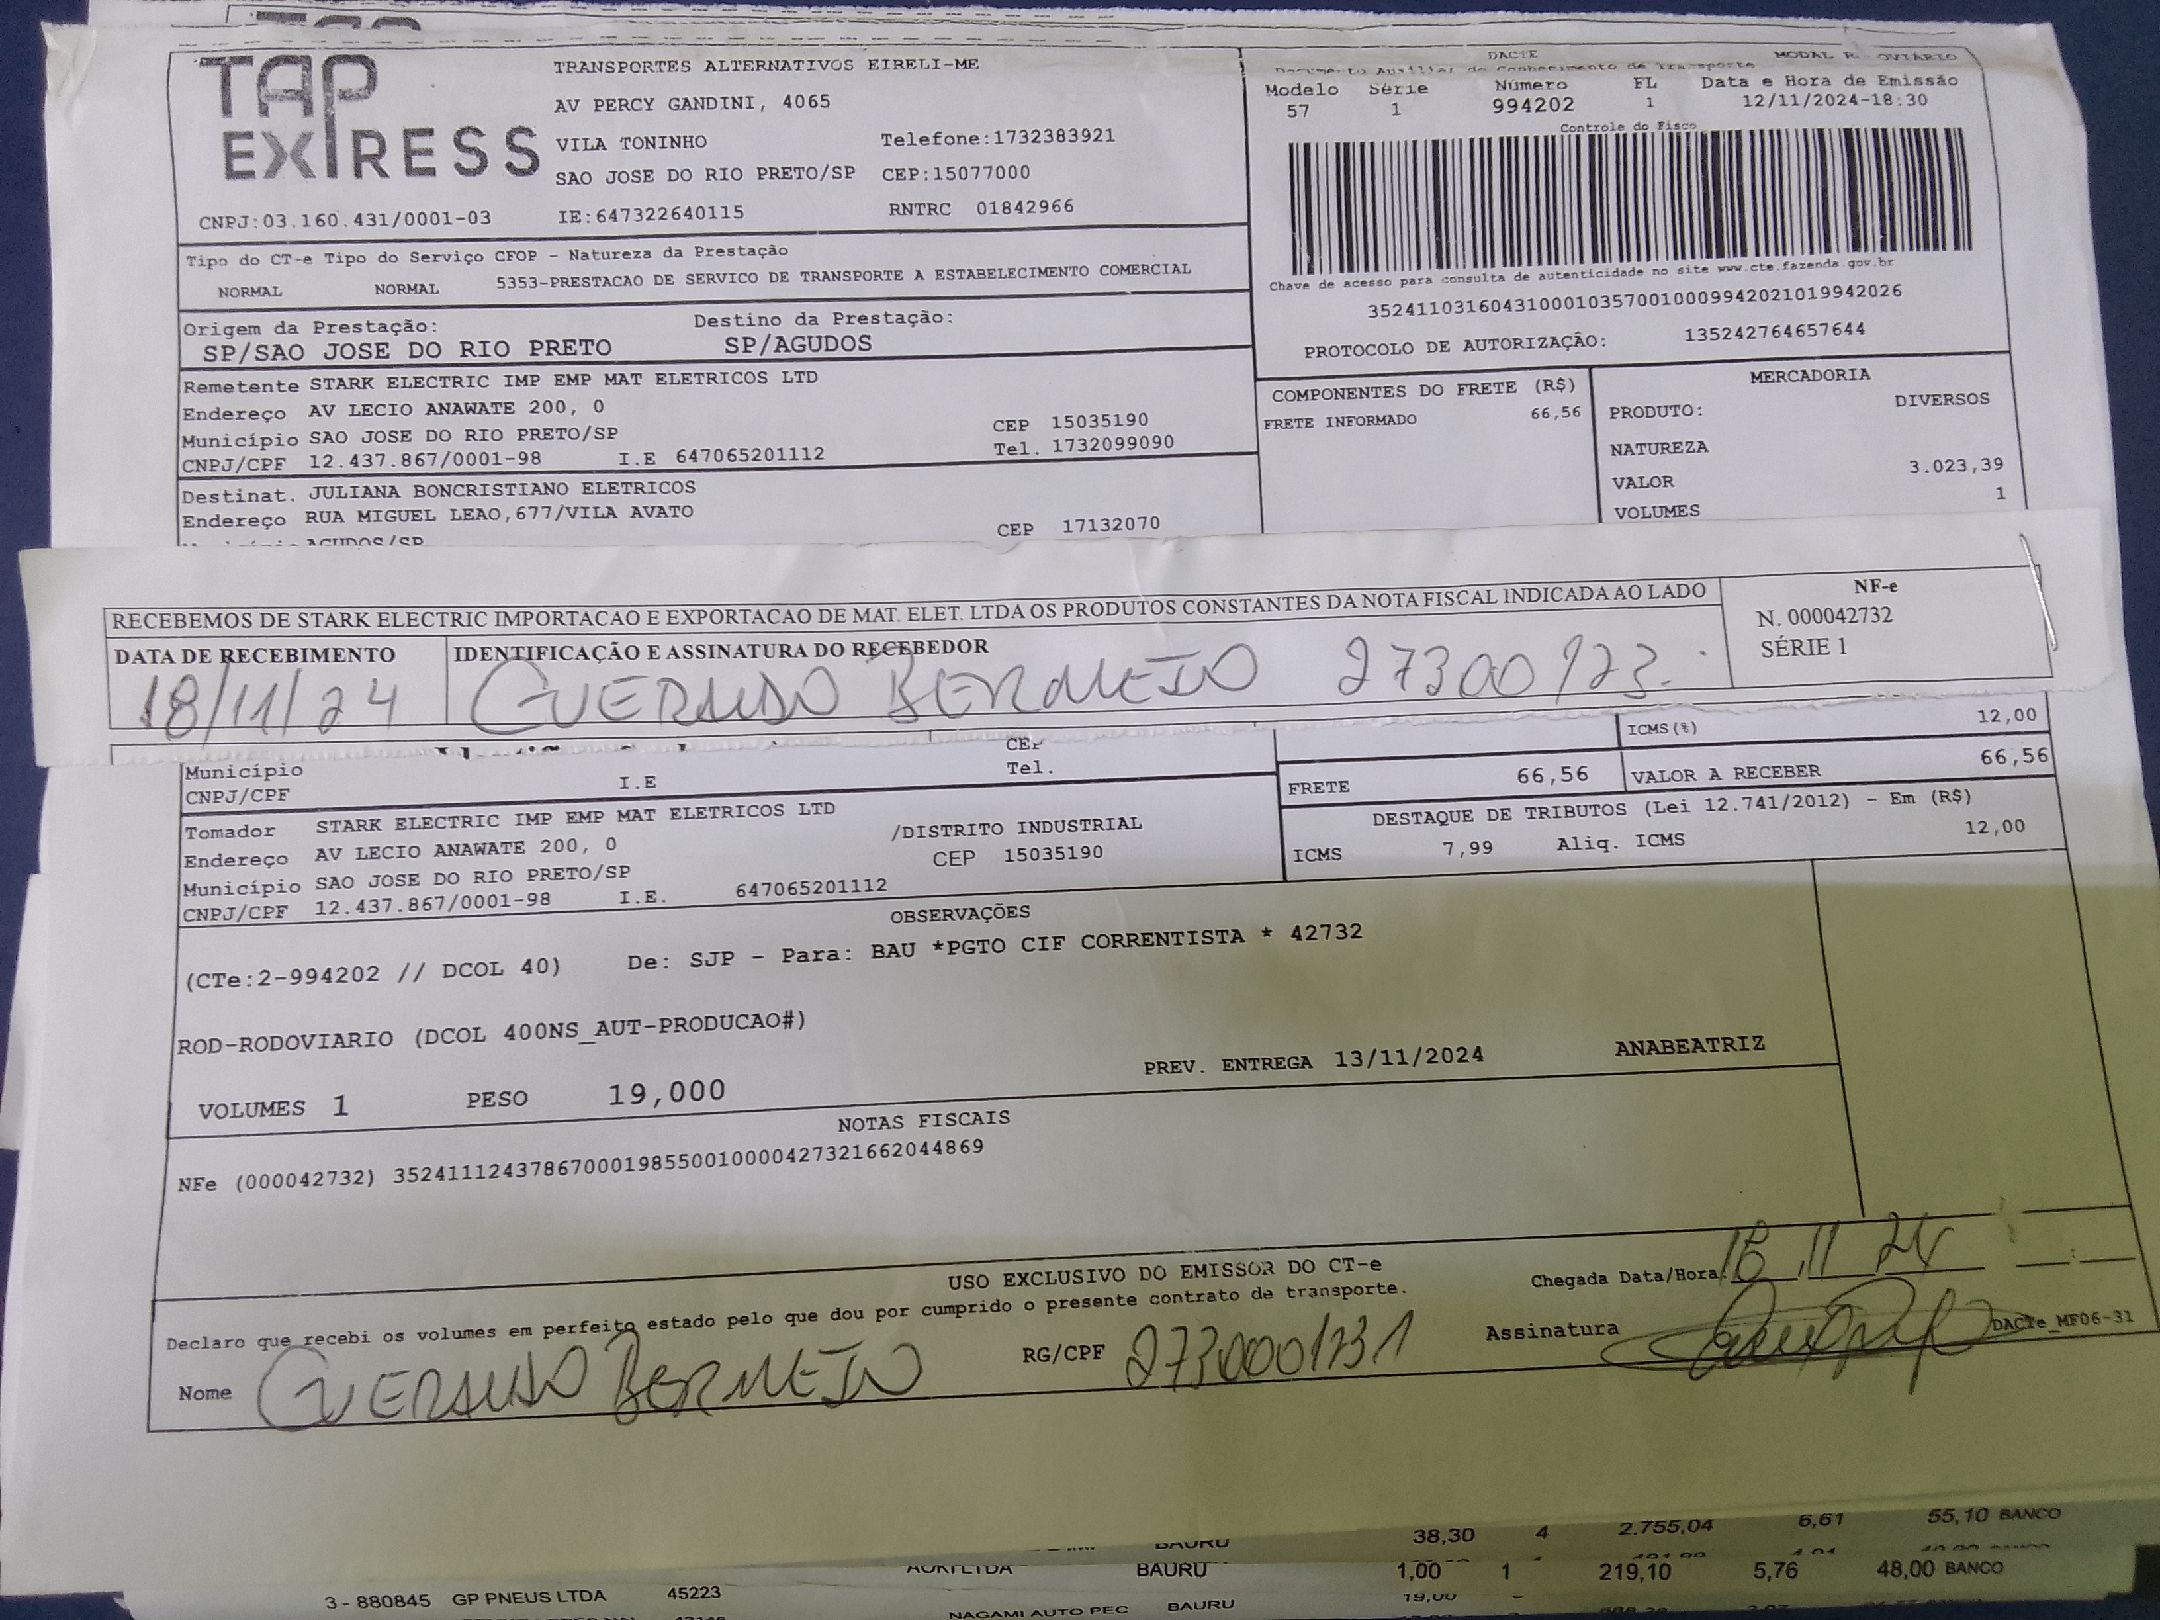 TAP EXPRESS
TRANSPORTES ALTERNATIVOS EIRELI-ME
AV PERCY GANDINI, 4065
VILA TONINHO Telefone:1732383921
SAO JOSE DO RIO PRETO/SP CEP:15077000
CNPJ:03.160.431/0001-03 IE:647322640115 RNTRC 01842966
DACTE MODAL
Documento Auxiliar do Conhecimento de Transporte
Modelo Série Número FL Data e Hora de Emissão
57 1 994202 1 12/11/2024-18:30
Controle do Fisco
Chave de acesso para consulta de autenticidade no site www.cte.fazenda.gov.br
35241103160431000103570010009942021019942026
PROTOCOLO DE AUTORIZAÇÃO: 135242764657644
Tipo do CT-e Tipo do Serviço CFOP - Natureza da Prestação
NORMAL NORMAL 5353-PRESTACAO DE SERVICO DE TRANSPORTE A ESTABELECIMENTO COMERCIAL
Origem da Prestação: Destino da Prestação:
SP/SAO JOSE DO RIO PRETO SP/AGUDOS
Remetente STARK ELECTRIC IMP EMP MAT ELETRICOS LTD
Endereço AV LECIO ANAWATE 200, 0
Município SAO JOSE DO RIO PRETO/SP CEP 15035190
CNPJ/CPF 12.437.867/0001-98 I.E 647065201112 Tel. 1732099090
Destinat. JULIANA BONCRISTIANO ELETRICOS
Endereço RUA MIGUEL LEAO,677/VILA AVATO CEP 17132070
AGUDOS/SP
COMPONENTES DO FRETE (R$)
FRETE INFORMADO 66,56
MERCADORIA
PRODUTO: DIVERSOS
NATUREZA
VALOR 3.023,39
VOLUMES 1
RECEBEMOS DE STARK ELECTRIC IMPORTACAO E EXPORTACAO DE MAT. ELET. LTDA OS PRODUTOS CONSTANTES DA NOTA FISCAL INDICADA AO LADO
NF-e
N. 000042732
SÉRIE 1
DATA DE RECEBIMENTO IDENTIFICAÇÃO E ASSINATURA DO RECEBEDOR
18/11/24 BERMEJO
Município CEP
CNPJ/CPF I.E Tel.
ICMS(%) 12,00
FRETE 66,56 VALOR A RECEBER 66,56
DESTAQUE DE TRIBUTOS (Lei 12.741/2012) - Em (R$)
ICMS 7,99 Aliq. ICMS 12,00
Tomador STARK ELECTRIC IMP EMP MAT ELETRICOS LTD
Endereço AV LECIO ANAWATE 200, 0 /DISTRITO INDUSTRIAL
Município SAO JOSE DO RIO PRETO/SP CEP 15035190
CNPJ/CPF 12.437.867/0001-98 I.E. 647065201112
OBSERVAÇÕES
(CTe:2-994202 // DCOL 40) De: SJP - Para: BAU *PGTO CIF CORRENTISTA * 42732
ROD-RODOVIARIO (DCOL 400NS_AUT-PRODUCAO#)
PREV. ENTREGA 13/11/2024 ANABEATRIZ
VOLUMES 1 PESO 19,000
NOTAS FISCAIS
NFe (000042732) 35241112437867000198550010000427321662044869
USO EXCLUSIVO DO EMISSOR DO CT-e
Chegada Data/Hora 18 11 24
Declaro que recebi os volumes em perfeito estado pelo que dou por cumprido o presente contrato de transporte.
Nome BERMEJO RG/CPF Assinatura DACTe_MF06-31
BAURU 38,30 4 2.755,04 6,61 55,10 BANCO
BAURU 1,00 1 219,10 5,76 48,00 BANCO
3 - 880845 GP PNEUS LTDA 45223
NAGAMI AUTO PEC BAURU 19,00